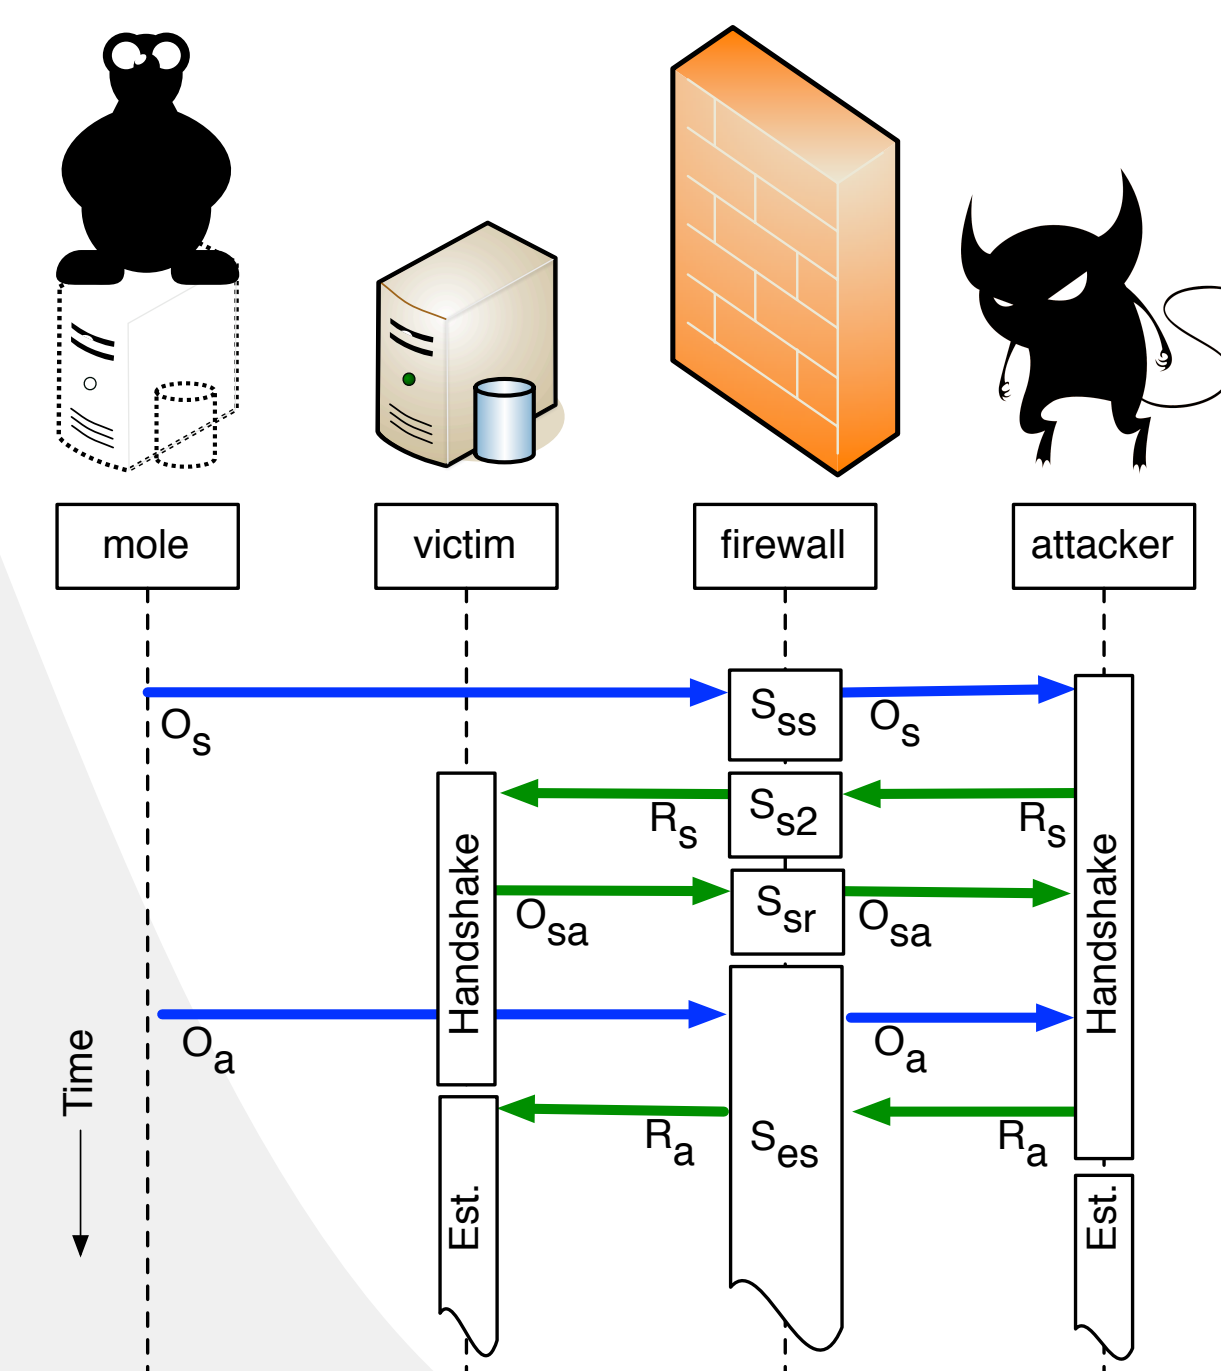 mole
victim
firewall
attacker
Oₛ
Sₛₛ
Oₛ
Rₛ
Sₛ₂
Rₛ
Oₛₐ
Sₛᵣ
Oₛₐ
Handshake
Handshake
Oₐ
Oₐ
Time
Rₐ
Sₑₛ
Rₐ
Est.
Est.